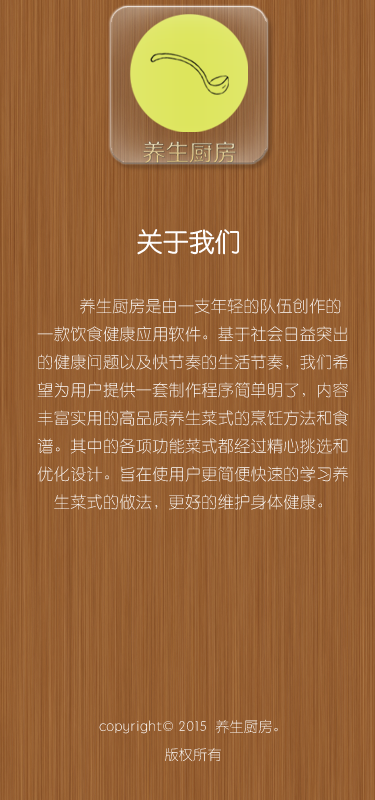 养生厨房
关于我们
养生厨房是由一支年轻的队伍创作的
一款饮食健康应用软件。基于社会日益突出
的健康问题以及快节奏的生活节奏，我们希
望为用户提供一套制作程序简单明了，内容
丰富实用的高品质养生菜式的烹饪方法和食
谱。其中的各项功能菜式都经过精心挑选和
优化设计。旨在使用户更简便快速的学习养
生菜式的做法，更好的维护身体健康。
copyright© 2015 养生厨房。
版权所有